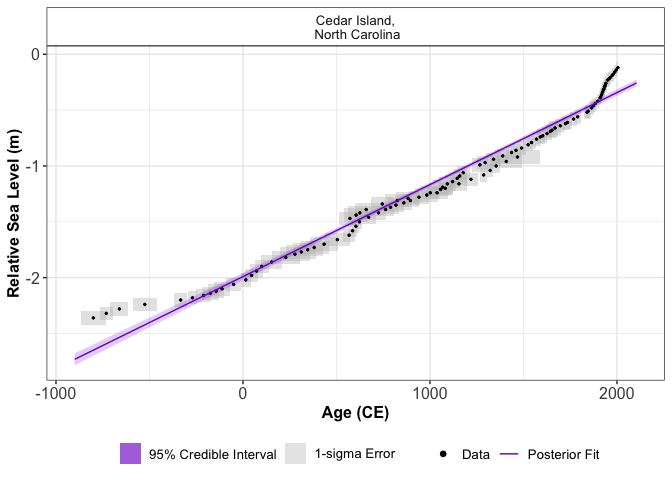 Cedar Island,
North Carolina
0
-1
-2
Relative Sea Level (m)
-1000 0 1000 2000
Age (CE)
95% Credible Interval 1-sigma Error Data Posterior Fit